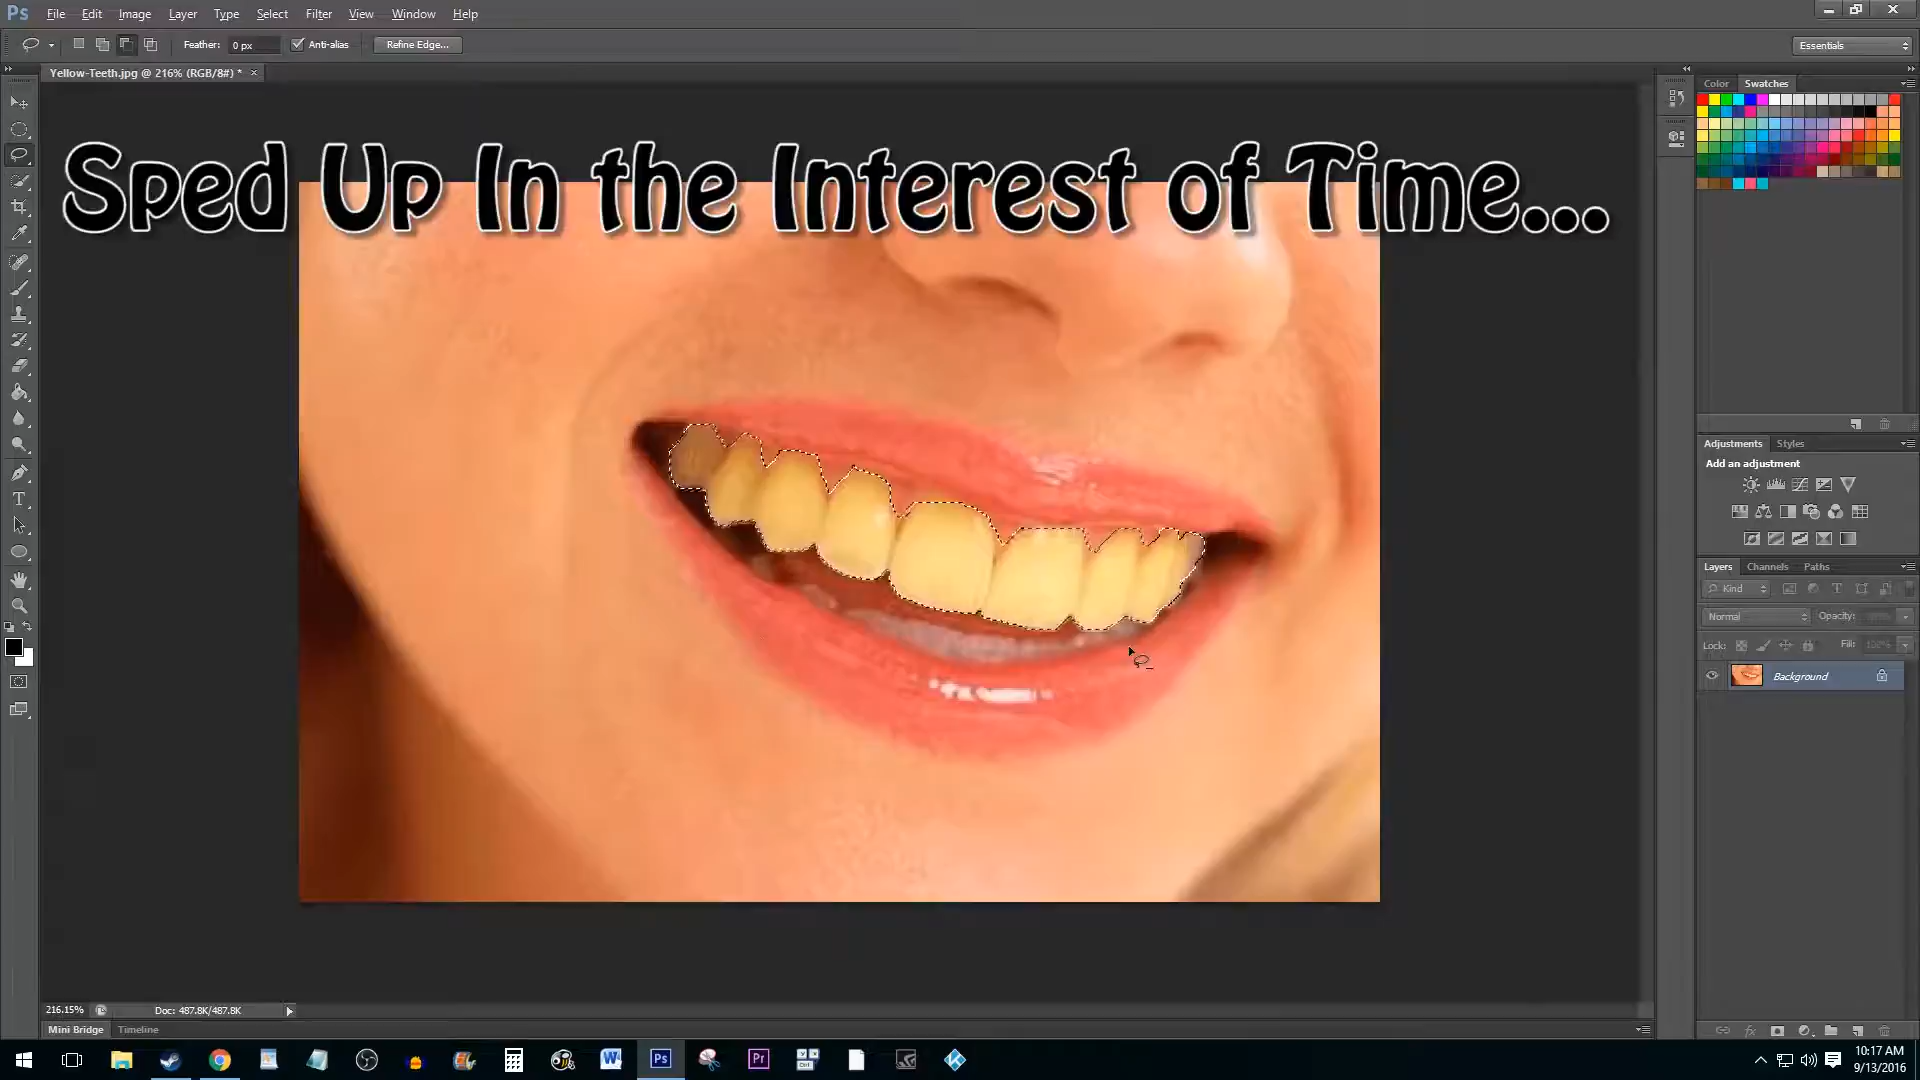 Ps File Edit Image Layer Type Select Filter View Window Help
Feather: 0 px Anti-alias Refine Edge... Essentials
Yellow-Teeth.jpg @ 216% (RGB/8#) * ×
Color Swatches
Sped Up In the Interest of Time...
Adjustments Styles
Add an adjustment
Layers Channels Paths
Kind
Normal Opacity:
Lock: Fill: 100%
Background
216.15% Doc: 487.8K/487.8K
Mini Bridge Timeline
10:17 AM
9/13/2016